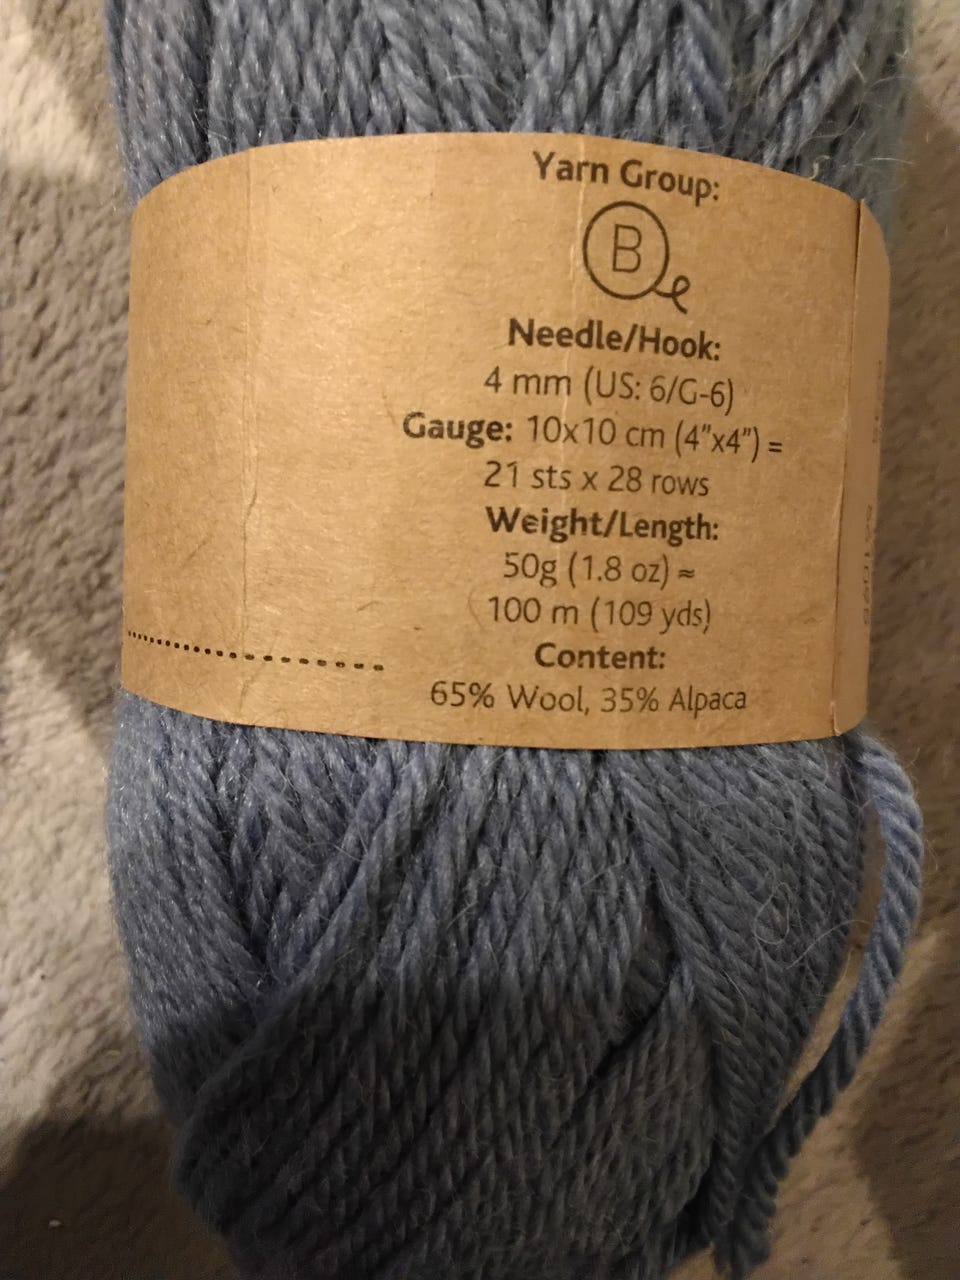 Yarn Group:
B
Needle/Hook:
4 mm (US: 6/G-6)
Gauge: 10x10 cm (4”x4”) =
21 sts x 28 rows
Weight/Length:
50g (1.8 oz) ≈
100 m (109 yds)
Content:
65% Wool, 35% Alpaca